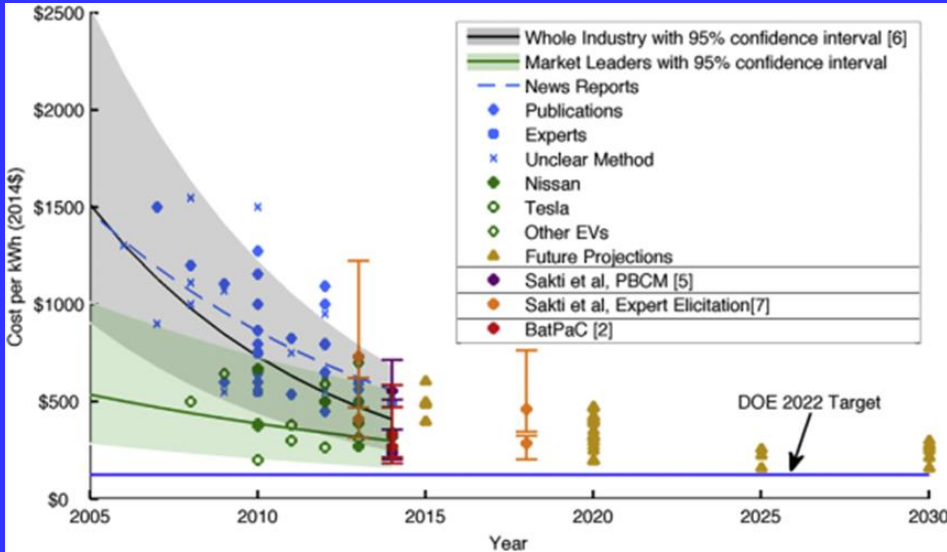 $2500
$2000
$1500
$1000
$500
$0
Cost per kWh (2014$)
Whole Industry with 95% confidence interval [6]
Market Leaders with 95% confidence interval
News Reports
Publications
Experts
Unclear Method
Nissan
Tesla
Other EVs
Future Projections
Sakti et al, PBCM [5]
Sakti et al, Expert Elicitation[7]
BatPaC [2]
DOE 2022 Target
2005 2010 2015 2020 2025 2030
Year